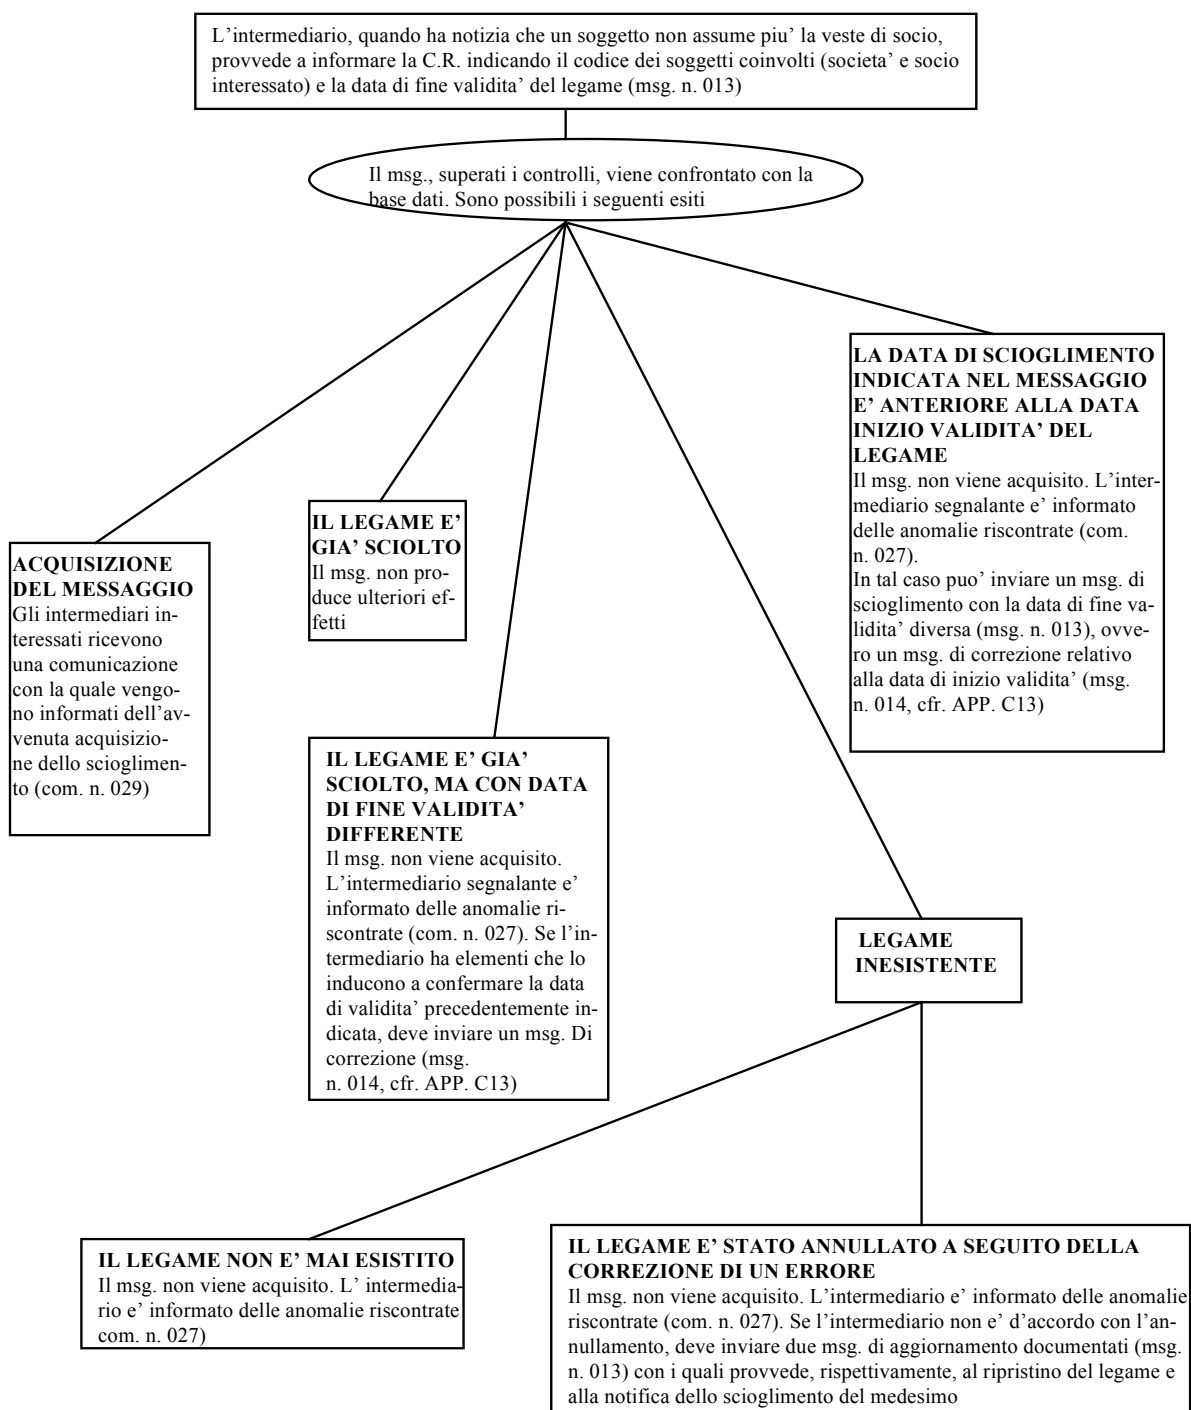 L'intermediario, quando ha notizia che un soggetto non assume piu' la veste di socio,
provvede a informare la C.R. indicando il codice dei soggetti coinvolti (societa' e socio
interessato) e la data di fine validita' del legame (msg. n. 013)
Il msg., superati i controlli, viene confrontato con la
base dati. Sono possibili i seguenti esiti
ACQUISIZIONE
DEL MESSAGGIO
Gli intermediari in-
teressati ricevono
una comunicazione
con la quale vengo-
no informati dell'av-
venuta acquisizio-
ne dello scioglimen-
to (com. n. 029)
IL LEGAME E'
GIA' SCIOLTO
Il msg. non pro-
duce ulteriori ef-
fetti
IL LEGAME E' GIA'
SCIOLTO, MA CON DATA
DI FINE VALIDITA'
DIFFERENTE
Il msg. non viene acquisito.
L'intermediario segnalante e'
informato delle anomalie ri-
scontrate (com. n. 027). Se l'in-
termediario ha elementi che lo
inducono a confermare la data
di validita' precedentemente in-
dicata, deve inviare un msg. Di
correzione (msg.
n. 014, cfr. APP. C13)
LA DATA DI SCIOGLIMENTO
INDICATA NEL MESSAGGIO
E' ANTERIORE ALLA DATA
INIZIO VALIDITA' DEL
LEGAME
Il msg. non viene acquisito. L'inter-
mediario segnalante e' informato
delle anomalie riscontrate (com.
n. 027).
In tal caso puo' inviare un msg. di
scioglimento con la data di fine va-
lidita' diversa (msg. n. 013), ovve-
ro un msg. di correzione relativo
alla data di inizio validita' (msg.
n. 014, cfr. APP. C13)
LEGAME
INESISTENTE
IL LEGAME NON E' MAI ESISTITO
Il msg. non viene acquisito. L' intermedia-
rio e' informato delle anomalie riscontrate
com. n. 027)
IL LEGAME E' STATO ANNULLATO A SEGUITO DELLA
CORREZIONE DI UN ERRORE
Il msg. non viene acquisito. L'intermediario e' informato delle anomalie
riscontrate (com. n. 027). Se l'intermediario non e' d'accordo con l'an-
nullamento, deve inviare due msg. di aggiornamento documentati (msg.
n. 013) con i quali provvede, rispettivamente, al ripristino del legame e
alla notifica dello scioglimento del medesimo